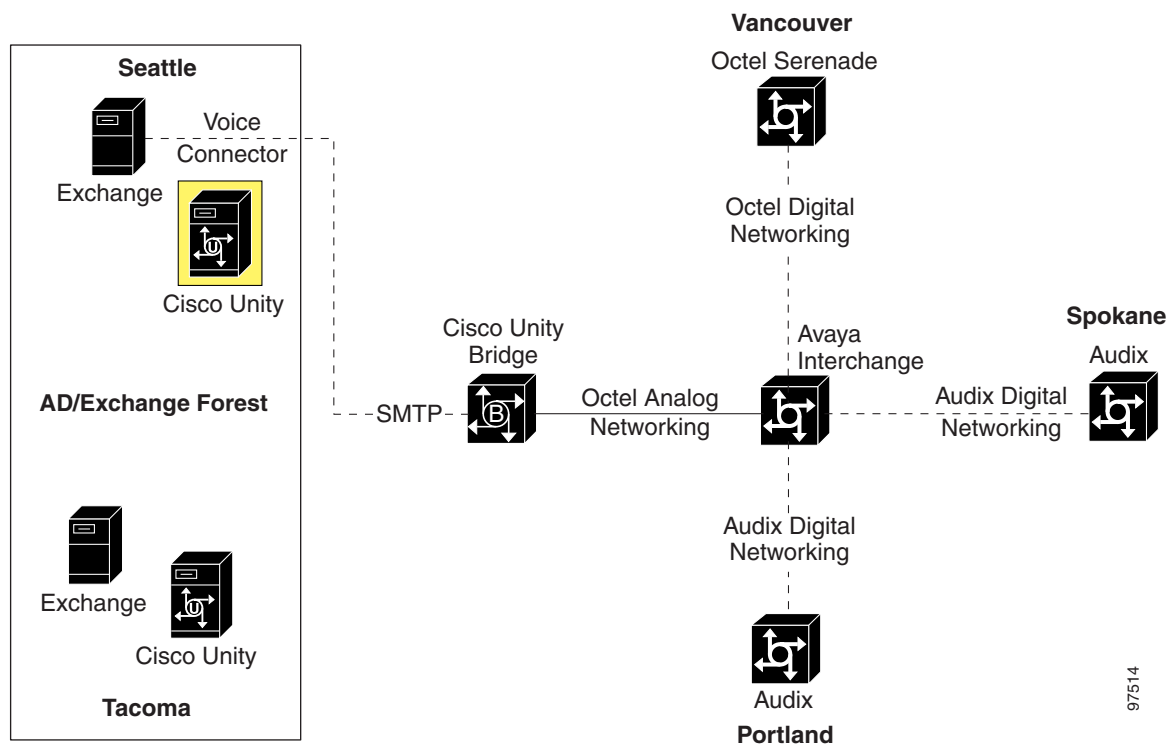 Seattle
Voice
Connector
Exchange
Cisco Unity
AD/Exchange Forest
Exchange
Cisco Unity
Tacoma
SMTP
Cisco Unity
Bridge
B
Octel Analog
Networking
Vancouver
Octel Serenade
Octel Digital
Networking
Avaya
Interchange
Audix Digital
Networking
Spokane
Audix
Audix Digital
Networking
Audix
Portland
97514
U
U